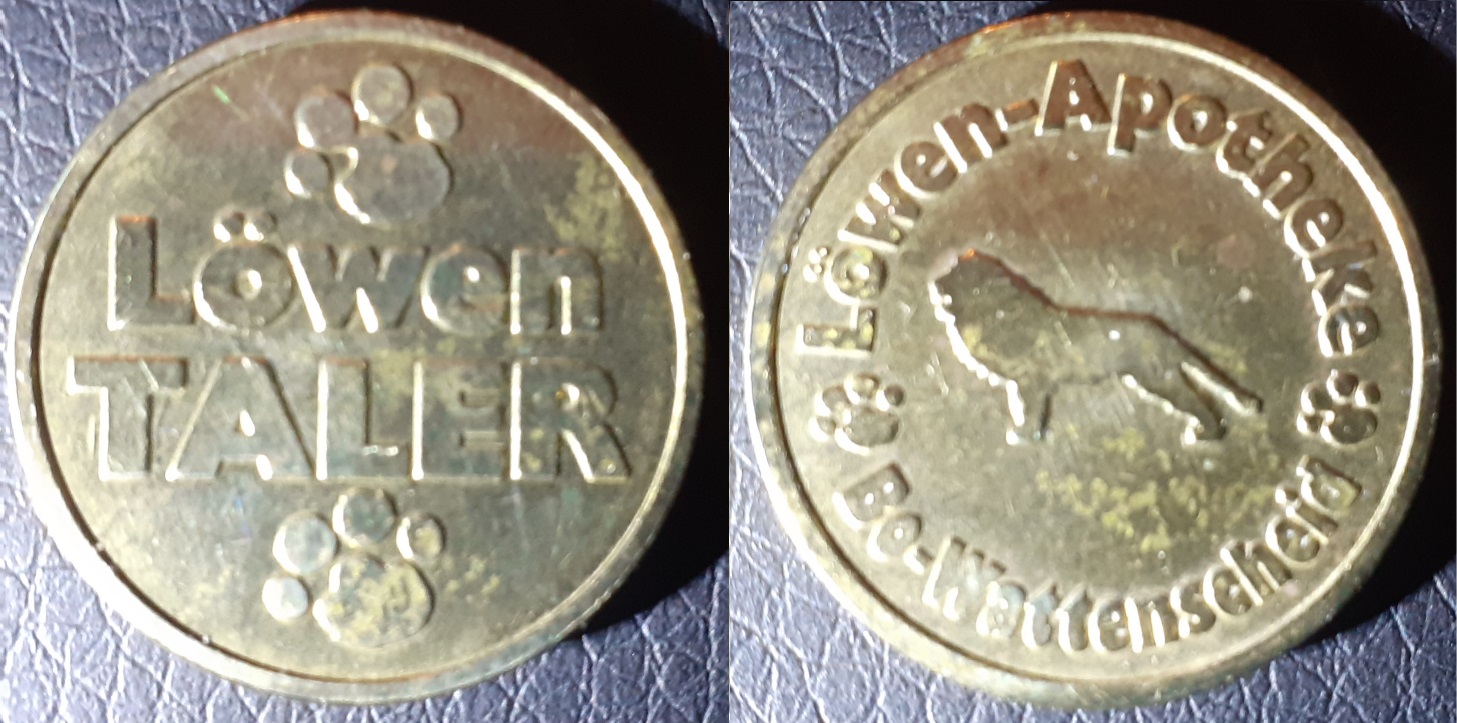 Löwen
TALER
Löwen-Apotheke
Bo-Wattenscheid